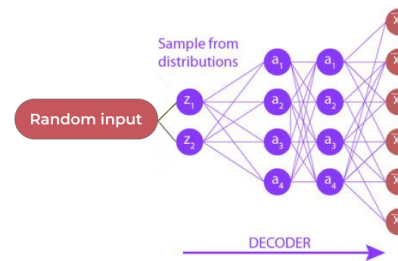 Sample from
distributions
Random input
z₁
z₂
a₁
a₂
a₃
a₄
a₁
a₂
a₃
a₄
DECODER